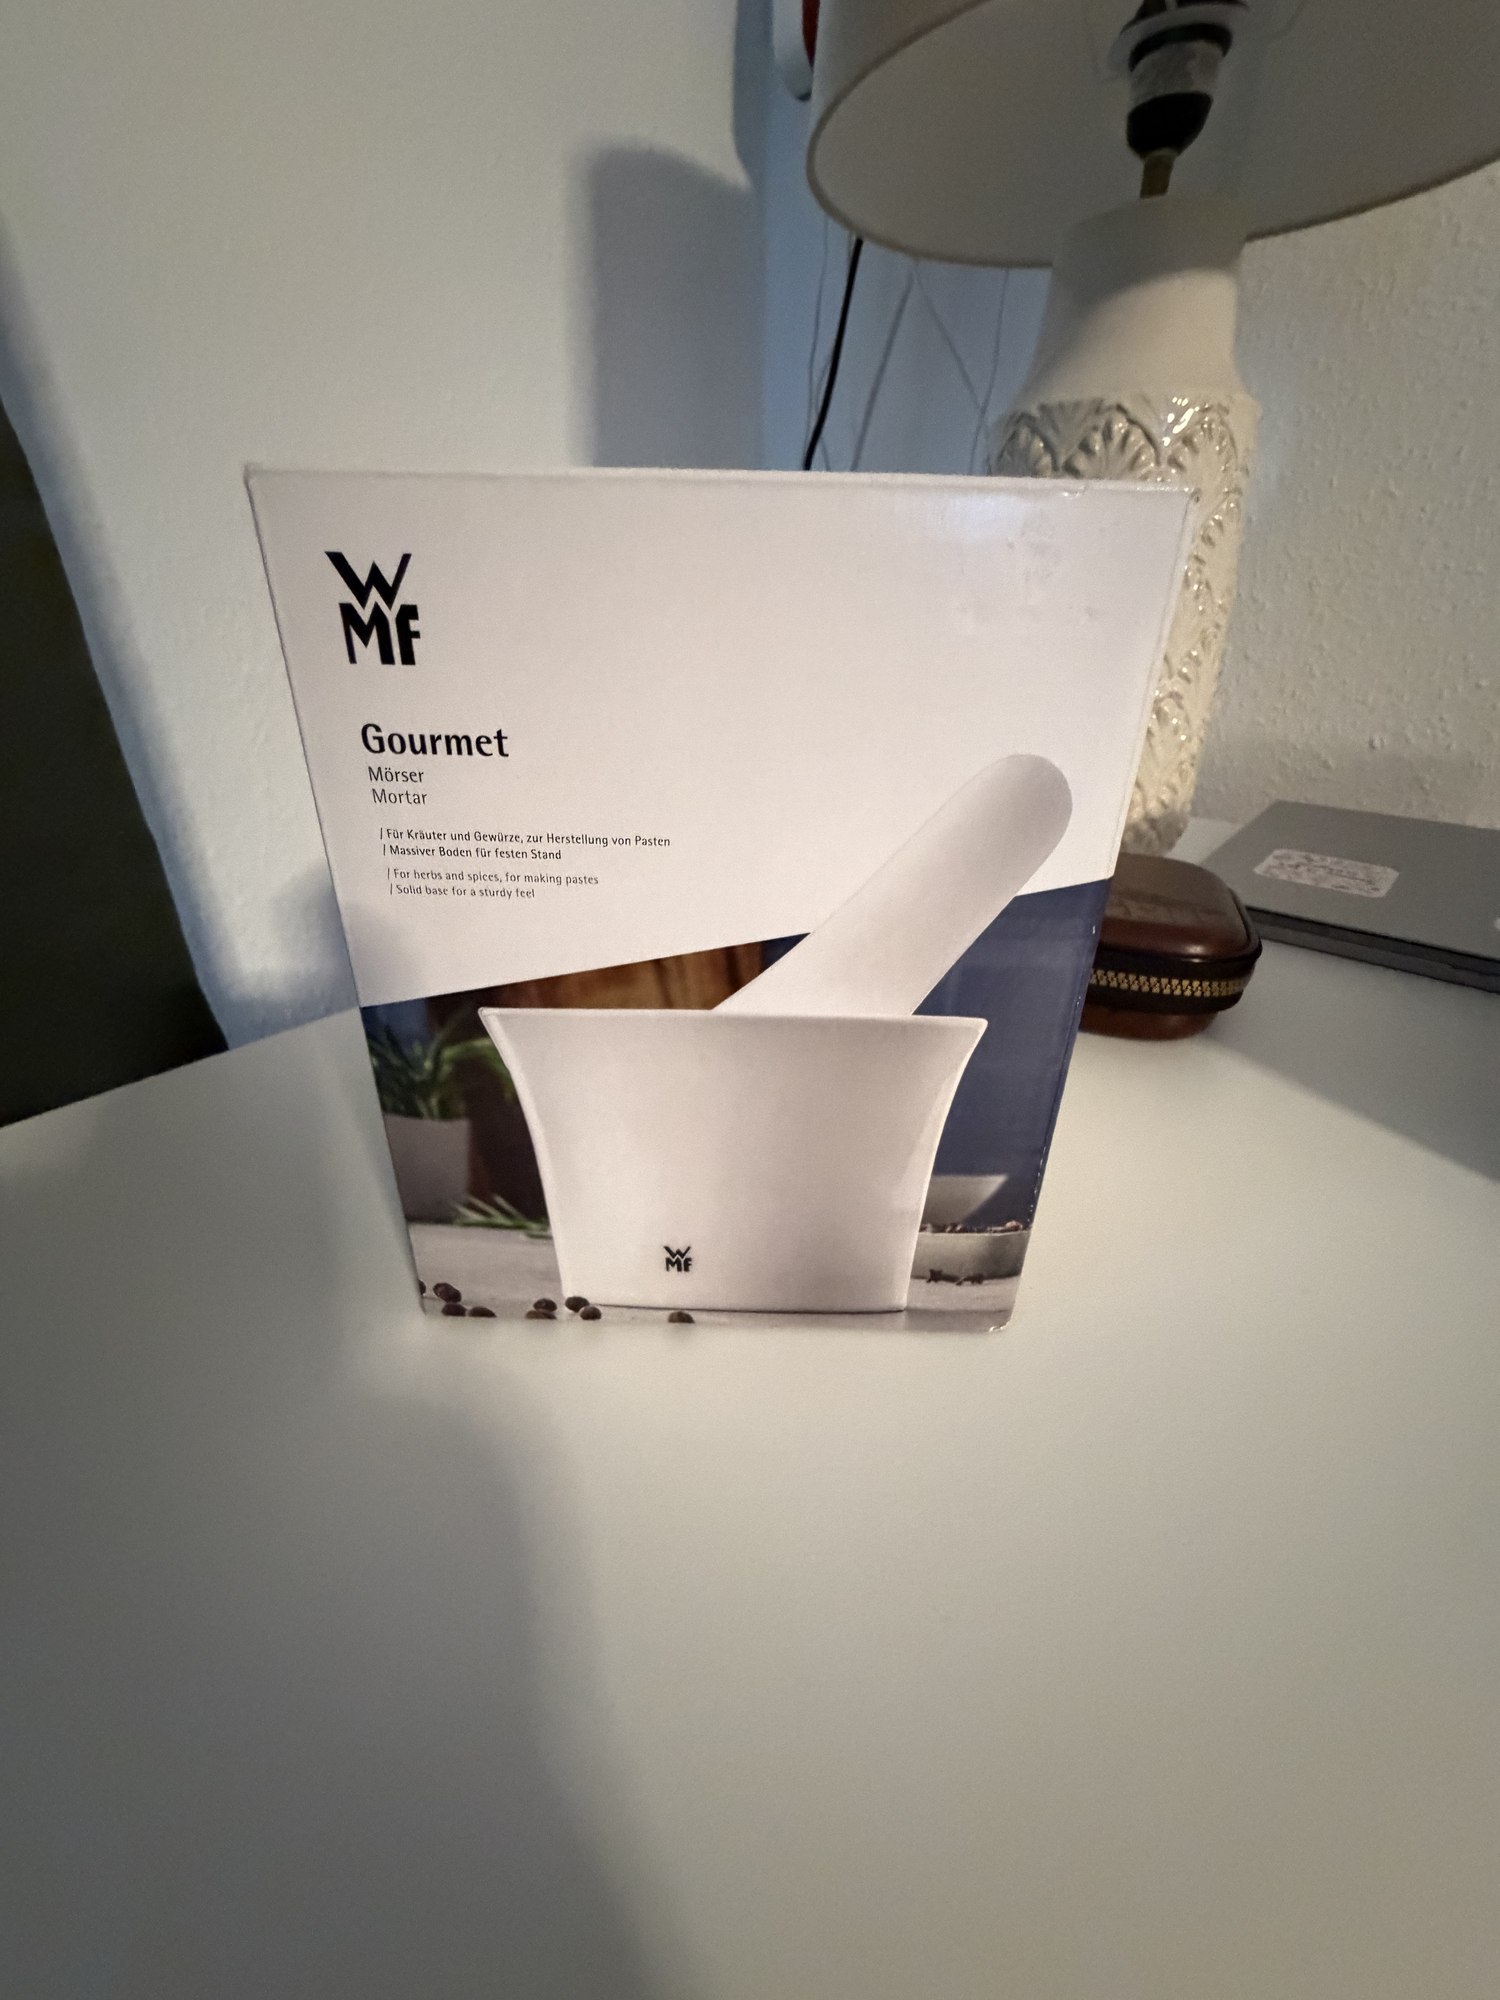 WMF
Gourmet
Mörser
Mortar
/ Für Kräuter und Gewürze, zur Herstellung von Pasten
/ Massiver Boden für festen Stand
/ For herbs and spices, for making pastes
/ Solid base for a sturdy feel
WMF